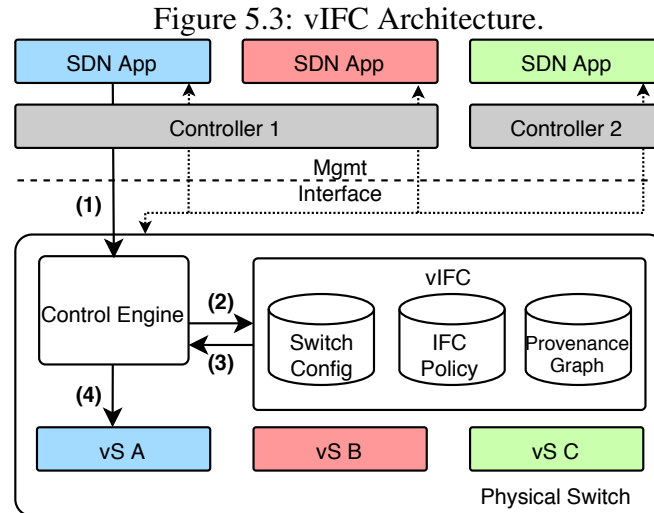 Figure 5.3: vIFC Architecture.
SDN App
SDN App
SDN App
Controller 1
Controller 2
Mgmt
Interface
(1)
vIFC
Control Engine
(2)
(3)
Switch
Config
IFC
Policy
Provenance
Graph
(4)
vS A
vS B
vS C
Physical Switch